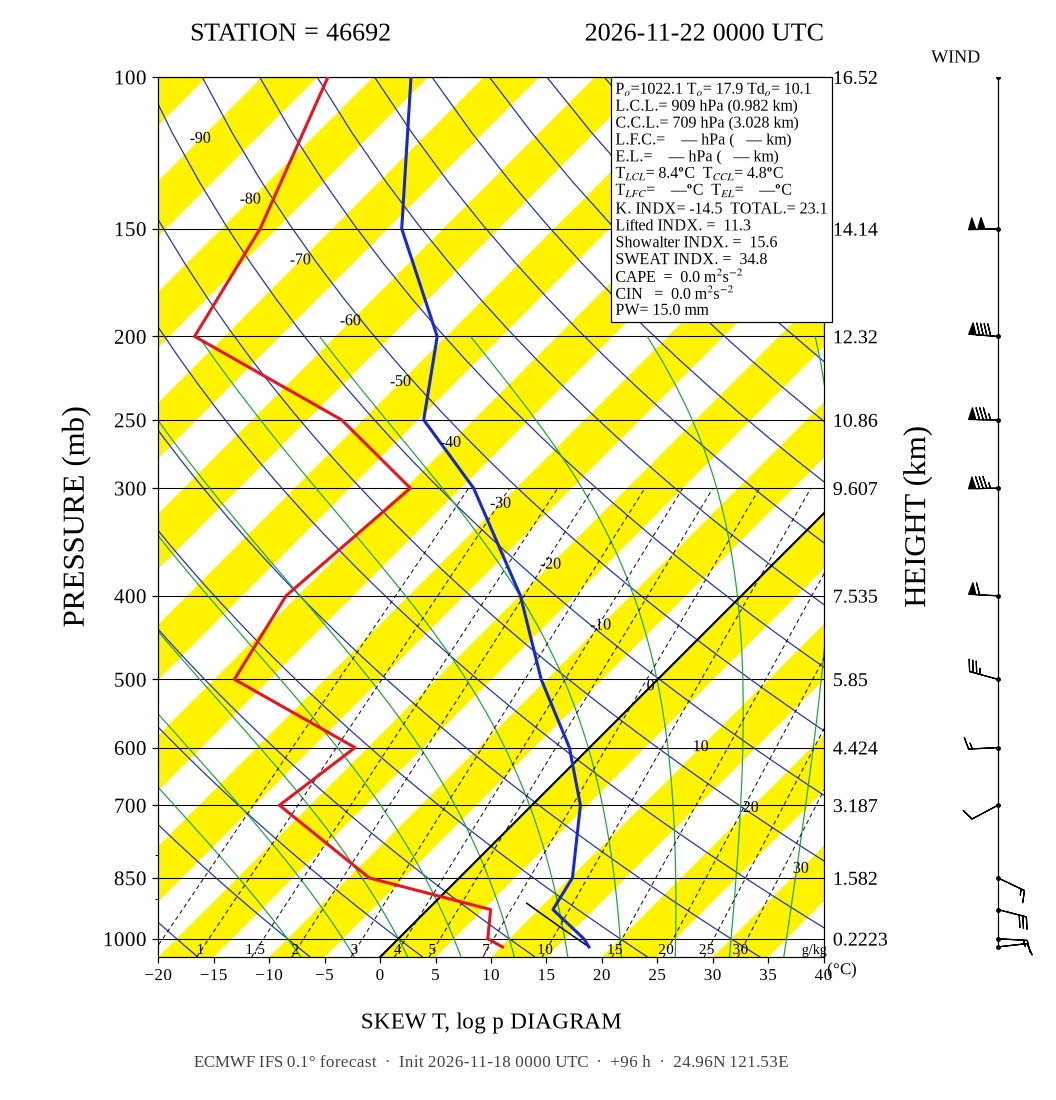 STATION = 46692
2026-11-22 0000 UTC
WIND
100
16.52
Pₒ=1022.1 Tₒ= 17.9 Tdₒ= 10.1
L.C.L.= 909 hPa (0.982 km)
C.C.L.= 709 hPa (3.028 km)
L.F.C.= — hPa ( — km)
E.L.= — hPa ( — km)
T_LCL= 8.4°C T_CCL= 4.8°C
T_LFC= —°C T_EL= —°C
K. INDX= -14.5 TOTAL.= 23.1
Lifted INDX. = 11.3
Showalter INDX. = 15.6
SWEAT INDX. = 34.8
CAPE = 0.0 m²s⁻²
CIN = 0.0 m²s⁻²
PW= 15.0 mm
-90
-80
150
14.14
-70
-60
200
12.32
-50
250
10.86
-40
300
9.607
-30
PRESSURE (mb)
HEIGHT (km)
-20
400
7.535
-10
500
5.85
0
10
600
4.424
700
3.187
20
30
850
1.582
1000
0.2223
1 1.5 2 3 4 5 7 10 15 20 25 30 g/kg
−20 −15 −10 −5 0 5 10 15 20 25 30 35 40 (°C)
SKEW T, log p DIAGRAM
ECMWF IFS 0.1° forecast · Init 2026-11-18 0000 UTC · +96 h · 24.96N 121.53E